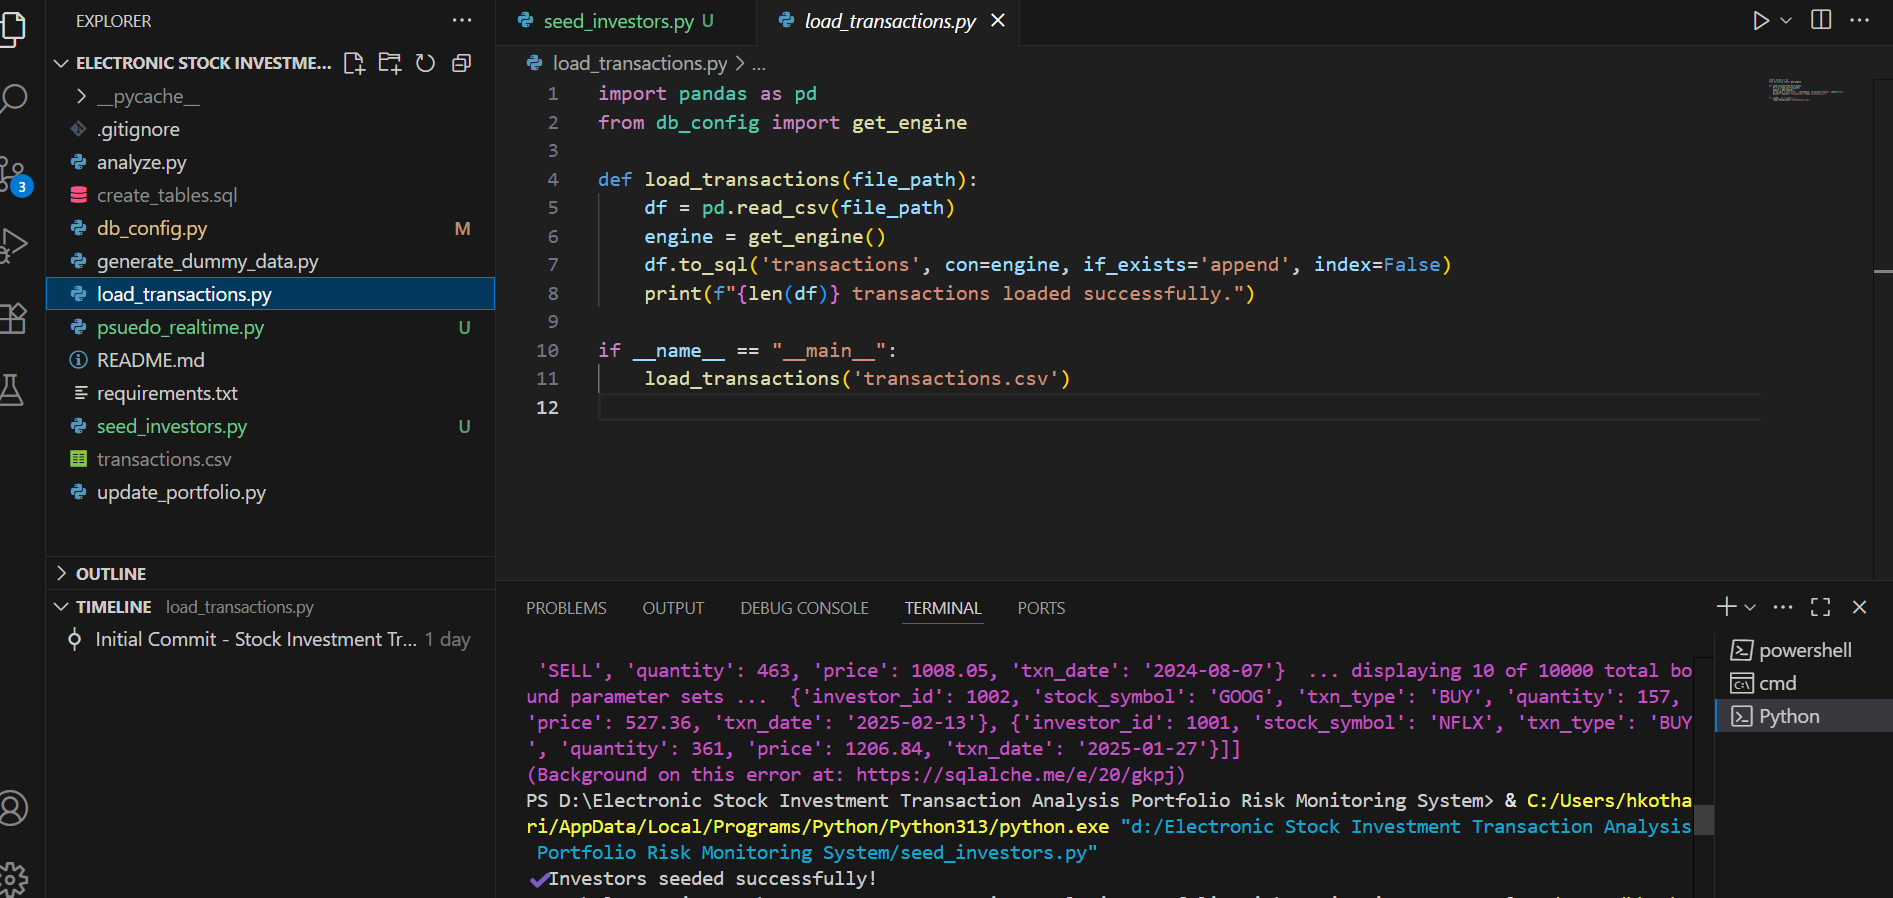 EXPLORER
ELECTRONIC STOCK INVESTME...
__pycache__
.gitignore
analyze.py
create_tables.sql
db_config.py M
generate_dummy_data.py
load_transactions.py
psuedo_realtime.py U
README.md
requirements.txt
seed_investors.py U
transactions.csv
update_portfolio.py
OUTLINE
TIMELINE load_transactions.py
Initial Commit - Stock Investment Tr... 1 day
3
seed_investors.py U
load_transactions.py
load_transactions.py > ...
1 import pandas as pd
2 from db_config import get_engine
3
4 def load_transactions(file_path):
5 df = pd.read_csv(file_path)
6 engine = get_engine()
7 df.to_sql('transactions', con=engine, if_exists='append', index=False)
8 print(f"{len(df)} transactions loaded successfully.")
9
10 if __name__ == "__main__":
11 load_transactions('transactions.csv')
12
PROBLEMS OUTPUT DEBUG CONSOLE TERMINAL PORTS
'SELL', 'quantity': 463, 'price': 1008.05, 'txn_date': '2024-08-07'}  ... displaying 10 of 10000 total bo
und parameter sets ...  {'investor_id': 1002, 'stock_symbol': 'GOOG', 'txn_type': 'BUY', 'quantity': 157,
'price': 527.36, 'txn_date': '2025-02-13'}, {'investor_id': 1001, 'stock_symbol': 'NFLX', 'txn_type': 'BUY
', 'quantity': 361, 'price': 1206.84, 'txn_date': '2025-01-27'}]]
(Background on this error at: https://sqlalche.me/e/20/gkpj)
PS D:\Electronic Stock Investment Transaction Analysis Portfolio Risk Monitoring System> & C:/Users/hkotha
ri/AppData/Local/Programs/Python/Python313/python.exe "d:/Electronic Stock Investment Transaction Analysis
Portfolio Risk Monitoring System/seed_investors.py"
Investors seeded successfully!
powershell
cmd
Python